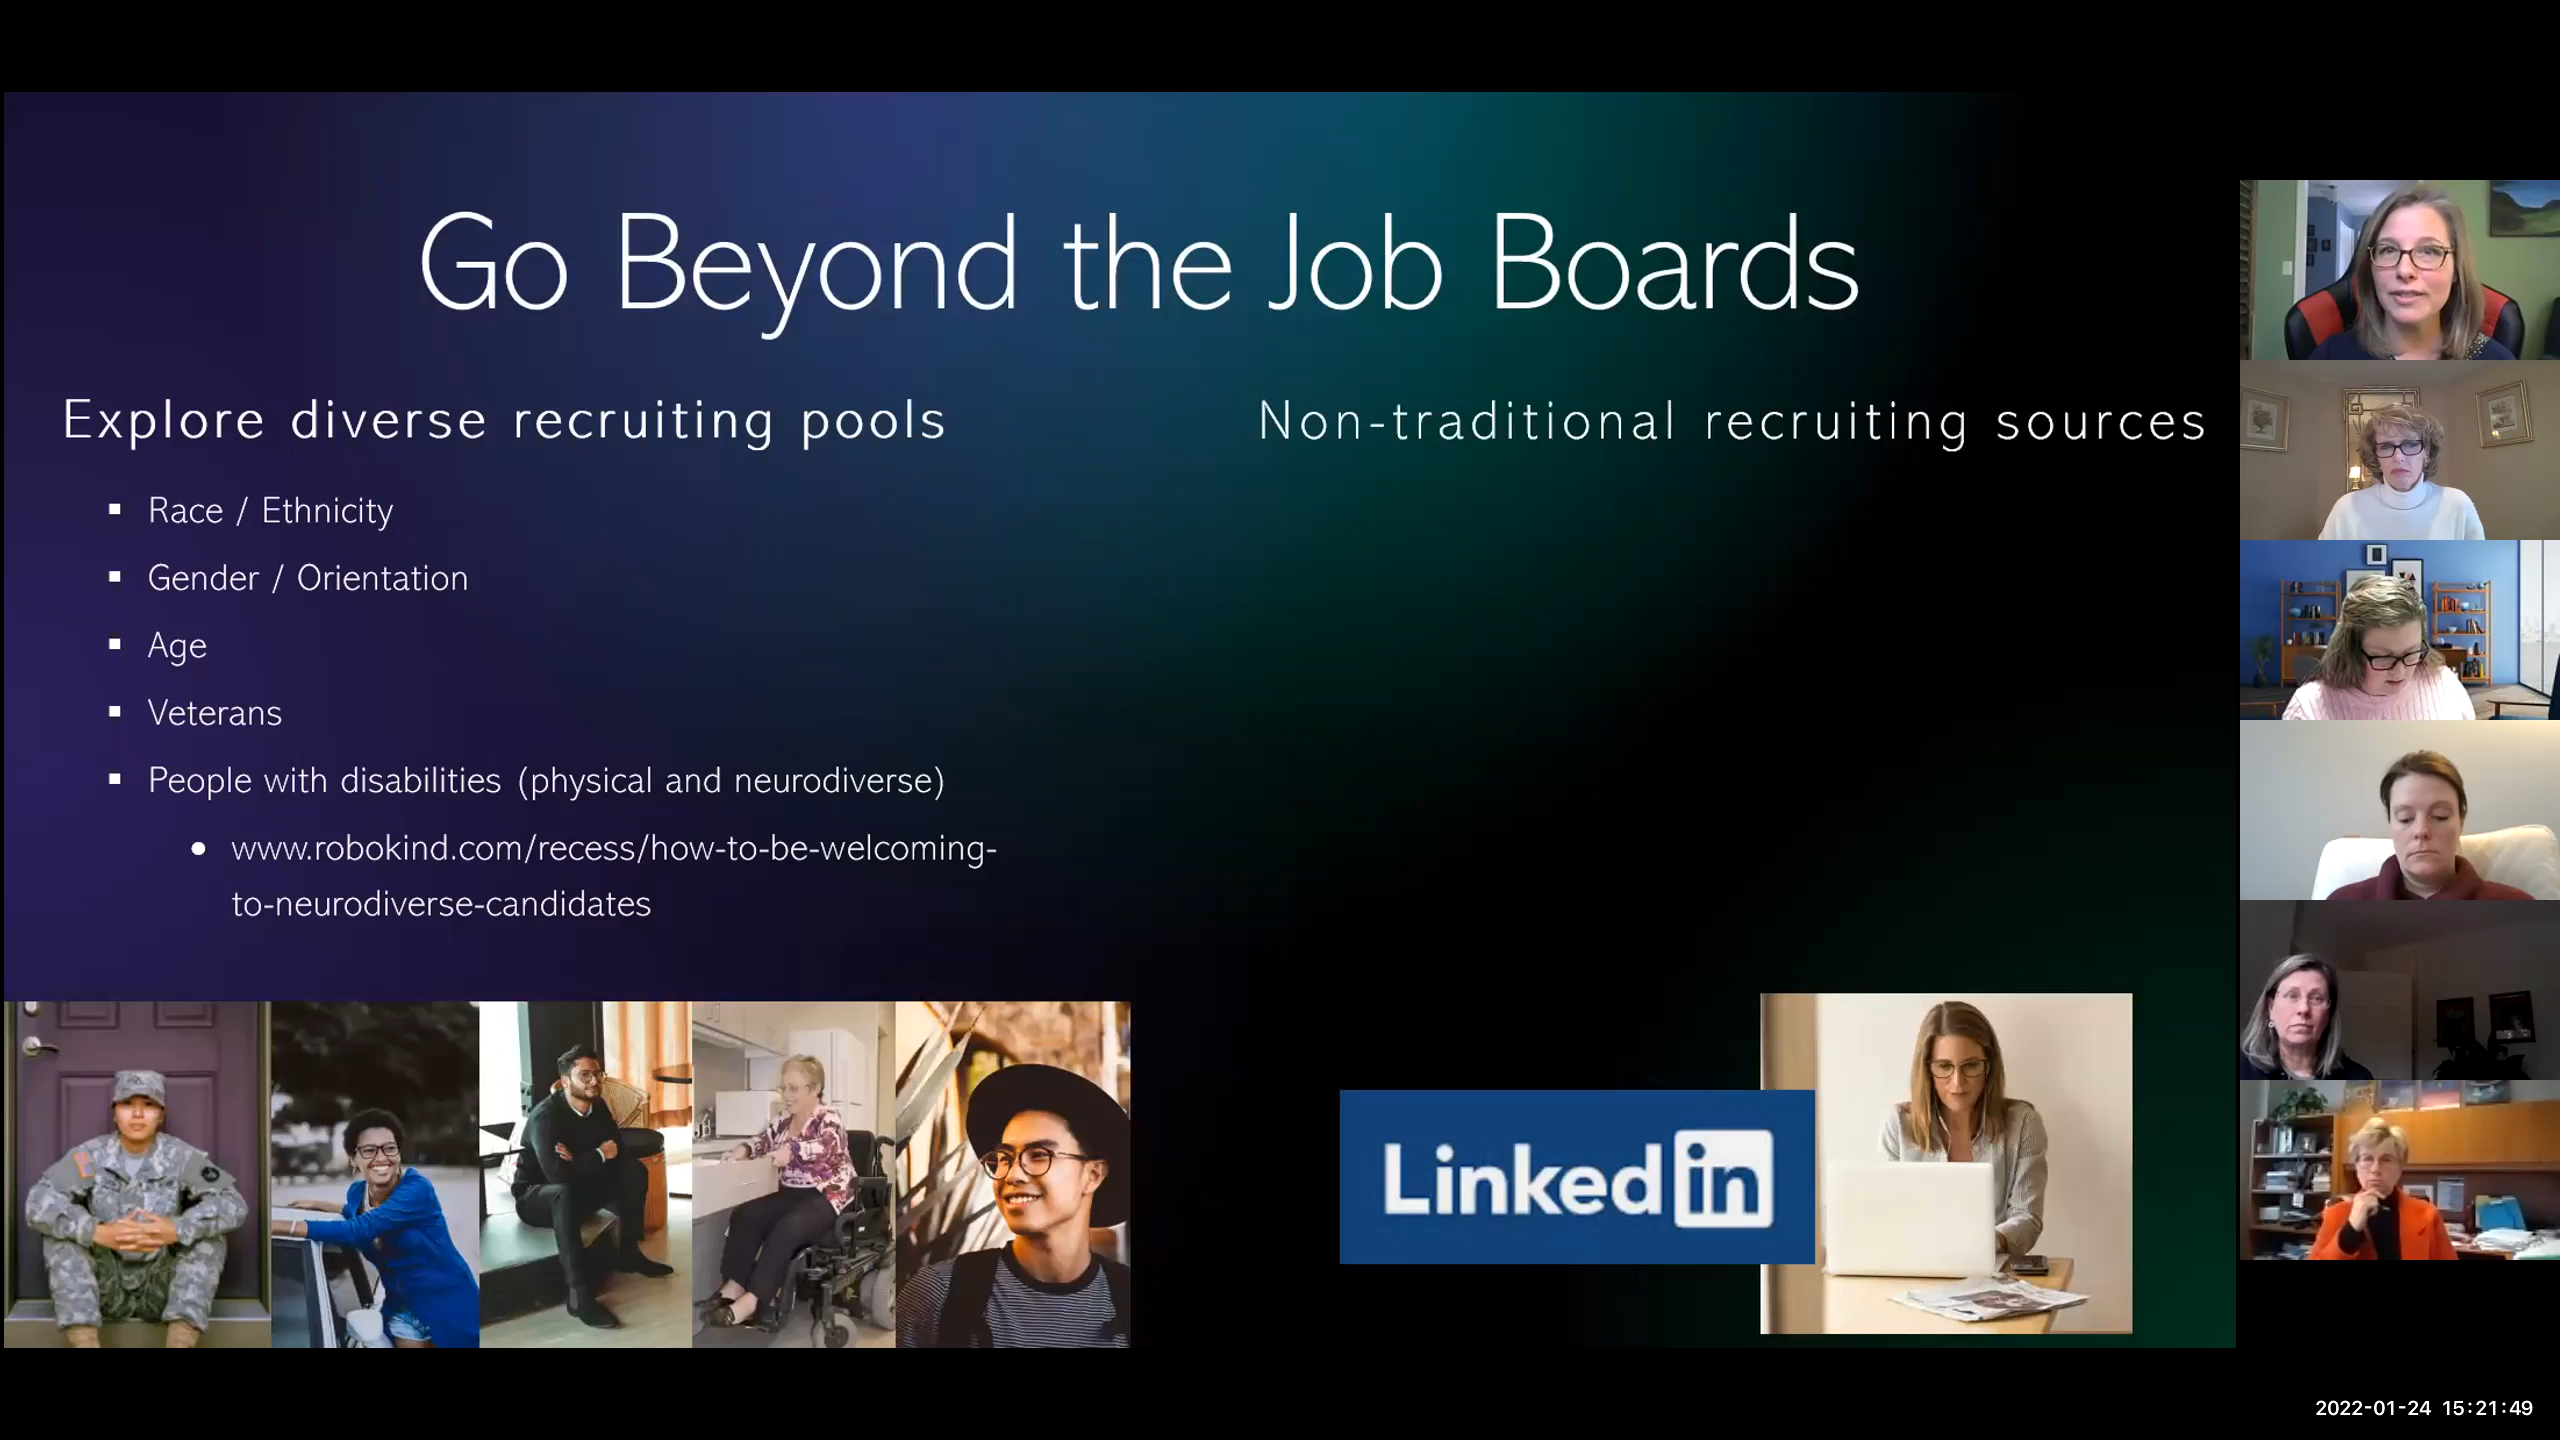 Go Beyond the Job Boards
Explore diverse recruiting pools
Race / Ethnicity
Gender / Orientation
Age
Veterans
People with disabilities (physical and neurodiverse)
www.robokind.com/recess/how-to-be-welcoming-
to-neurodiverse-candidates
Non-traditional recruiting sources
Linked in
2022-01-24 15:21:49